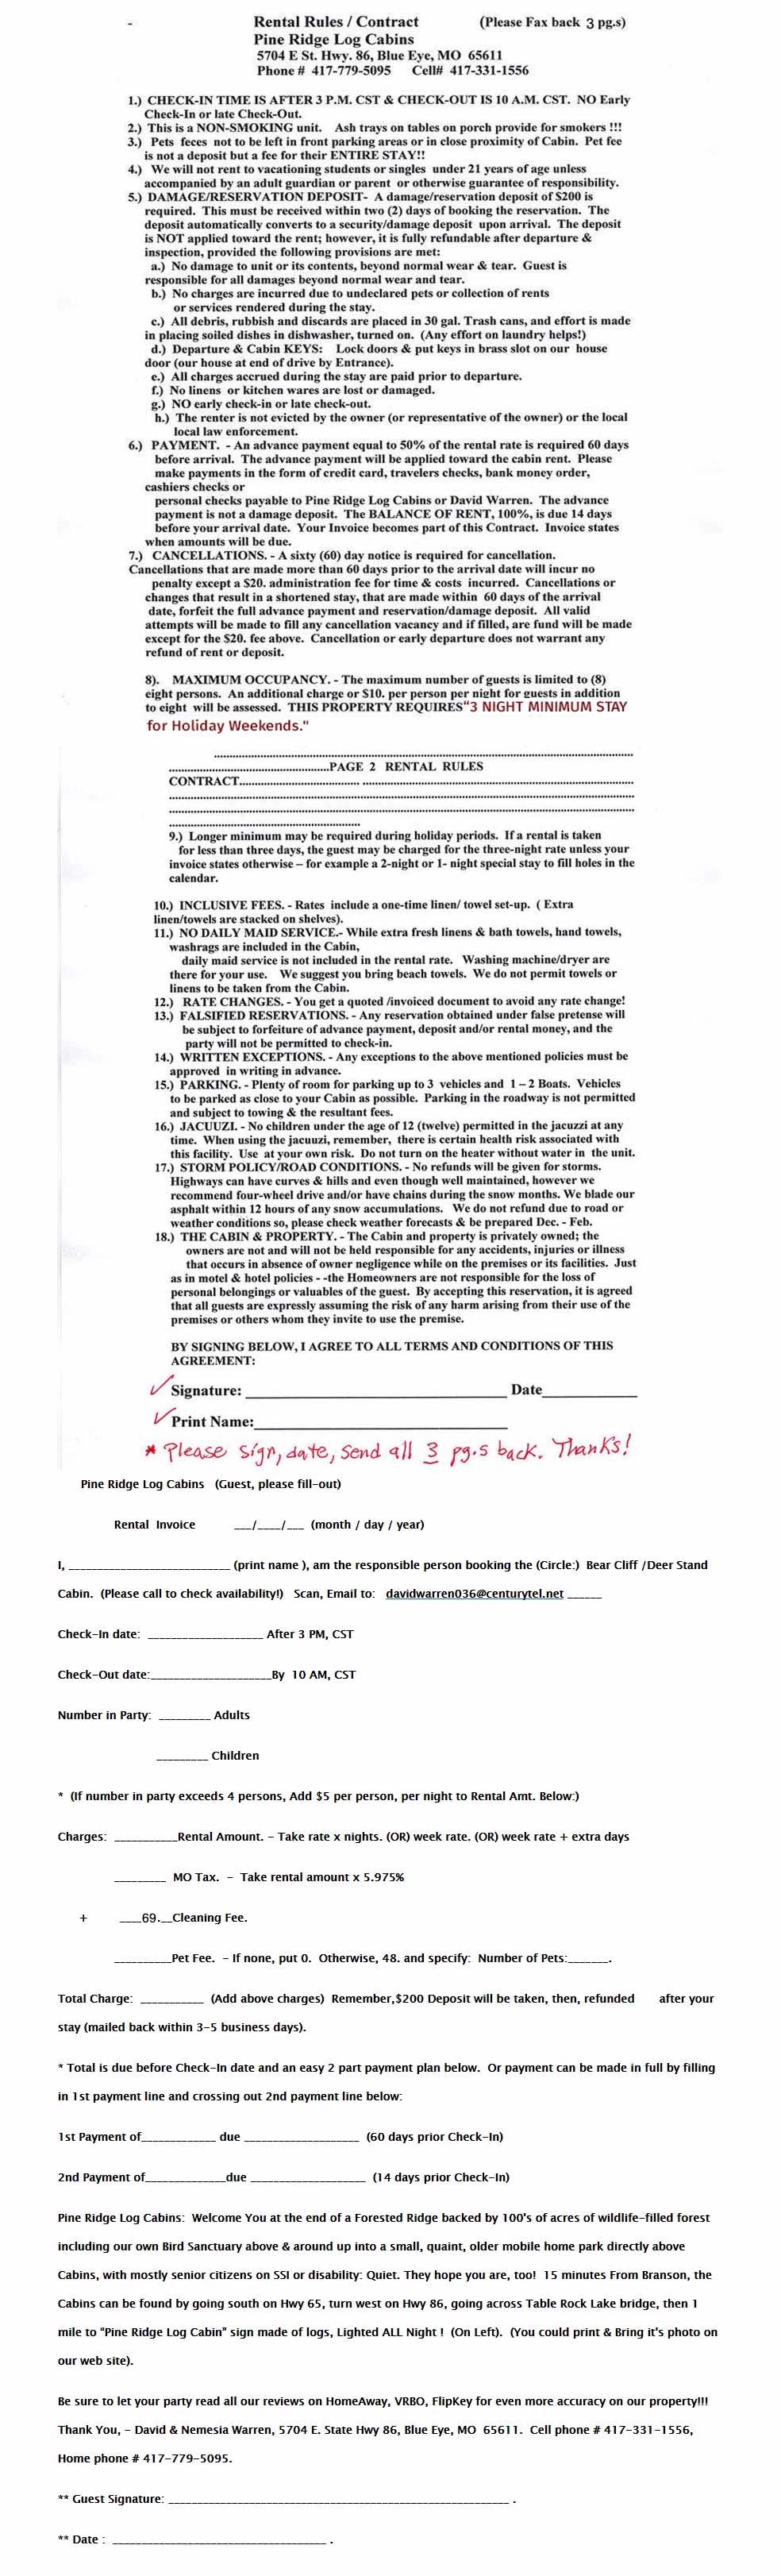 -
Rental Rules / Contract (Please Fax back 3 pg.s)
Pine Ridge Log Cabins
5704 E St. Hwy. 86, Blue Eye, MO 65611
Phone # 417-779-5095 Cell# 417-331-1556
1.) CHECK-IN TIME IS AFTER 3 P.M. CST & CHECK-OUT IS 10 A.M. CST. NO Early
Check-In or late Check-Out.
2.) This is a NON-SMOKING unit. Ash trays on tables on porch provide for smokers !!!
3.) Pets feces not to be left in front parking areas or in close proximity of Cabin. Pet fee
is not a deposit but a fee for their ENTIRE STAY!!
4.) We will not rent to vacationing students or singles under 21 years of age unless
accompanied by an adult guardian or parent or otherwise guarantee of responsibility.
5.) DAMAGE/RESERVATION DEPOSIT- A damage/reservation deposit of $200 is
required. This must be received within two (2) days of booking the reservation. The
deposit automatically converts to a security/damage deposit upon arrival. The deposit
is NOT applied toward the rent; however, it is fully refundable after departure &
inspection, provided the following provisions are met:
a.) No damage to unit or its contents, beyond normal wear & tear. Guest is
responsible for all damages beyond normal wear and tear.
b.) No charges are incurred due to undeclared pets or collection of rents
or services rendered during the stay.
c.) All debris, rubbish and discards are placed in 30 gal. Trash cans, and effort is made
in placing soiled dishes in dishwasher, turned on. (Any effort on laundry helps!)
d.) Departure & Cabin KEYS: Lock doors & put keys in brass slot on our house
door (our house at end of drive by Entrance).
e.) All charges accrued during the stay are paid prior to departure.
f.) No linens or kitchen wares are lost or damaged.
g.) NO early check-in or late check-out.
h.) The renter is not evicted by the owner (or representative of the owner) or the local
local law enforcement.
6.) PAYMENT. - An advance payment equal to 50% of the rental rate is required 60 days
before arrival. The advance payment will be applied toward the cabin rent. Please
make payments in the form of credit card, travelers checks, bank money order,
cashiers checks or
personal checks payable to Pine Ridge Log Cabins or David Warren. The advance
payment is not a damage deposit. The BALANCE OF RENT, 100%, is due 14 days
before your arrival date. Your Invoice becomes part of this Contract. Invoice states
when amounts will be due.
7.) CANCELLATIONS. - A sixty (60) day notice is required for cancellation.
Cancellations that are made more than 60 days prior to the arrival date will incur no
penalty except a $20. administration fee for time & costs incurred. Cancellations or
changes that result in a shortened stay, that are made within 60 days of the arrival
date, forfeit the full advance payment and reservation/damage deposit. All valid
attempts will be made to fill any cancellation vacancy and if filled, are fund will be made
except for the $20. fee above. Cancellation or early departure does not warrant any
refund of rent or deposit.
8). MAXIMUM OCCUPANCY. - The maximum number of guests is limited to (8)
eight persons. An additional charge or $10. per person per night for guests in addition
to eight will be assessed. THIS PROPERTY REQUIRES "3 NIGHT MINIMUM STAY
for Holiday Weekends."
..........................................................................................
..................................................PAGE 2 RENTAL RULES
CONTRACT.......................................................................................
..........................................................................................
..........................................................................................
.........................................................
9.) Longer minimum may be required during holiday periods. If a rental is taken
for less than three days, the guest may be charged for the three-night rate unless your
invoice states otherwise – for example a 2-night or 1- night special stay to fill holes in the
calendar.
10.) INCLUSIVE FEES. - Rates include a one-time linen/ towel set-up. ( Extra
linen/towels are stacked on shelves).
11.) NO DAILY MAID SERVICE.- While extra fresh linens & bath towels, hand towels,
washrags are included in the Cabin,
daily maid service is not included in the rental rate. Washing machine/dryer are
there for your use. We suggest you bring beach towels. We do not permit towels or
linens to be taken from the Cabin.
12.) RATE CHANGES. - You get a quoted /invoiced document to avoid any rate change!
13.) FALSIFIED RESERVATIONS. - Any reservation obtained under false pretense will
be subject to forfeiture of advance payment, deposit and/or rental money, and the
party will not be permitted to check-in.
14.) WRITTEN EXCEPTIONS. - Any exceptions to the above mentioned policies must be
approved in writing in advance.
15.) PARKING. - Plenty of room for parking up to 3 vehicles and 1 – 2 Boats. Vehicles
to be parked as close to your Cabin as possible. Parking in the roadway is not permitted
and subject to towing & the resultant fees.
16.) JACUUZI. - No children under the age of 12 (twelve) permitted in the jacuzzi at any
time. When using the jacuuzi, remember, there is certain health risk associated with
this facility. Use at your own risk. Do not turn on the heater without water in the unit.
17.) STORM POLICY/ROAD CONDITIONS. - No refunds will be given for storms.
Highways can have curves & hills and even though well maintained, however we
recommend four-wheel drive and/or have chains during the snow months. We blade our
asphalt within 12 hours of any snow accumulations. We do not refund due to road or
weather conditions so, please check weather forecasts & be prepared Dec. - Feb.
18.) THE CABIN & PROPERTY. - The Cabin and property is privately owned; the
owners are not and will not be held responsible for any accidents, injuries or illness
that occurs in absence of owner negligence while on the premises or its facilities. Just
as in motel & hotel policies - -the Homeowners are not responsible for the loss of
personal belongings or valuables of the guest. By accepting this reservation, it is agreed
that all guests are expressly assuming the risk of any harm arising from their use of the
premises or others whom they invite to use the premise.
BY SIGNING BELOW, I AGREE TO ALL TERMS AND CONDITIONS OF THIS
AGREEMENT:
✓ Signature: ______________________________ Date___________
✓ Print Name:______________________________
* Please sign, date, send all 3 pg.s back. Thanks!
Pine Ridge Log Cabins (Guest, please fill-out)
Rental Invoice ___/____/___ (month / day / year)
I, ____________________________ (print name ), am the responsible person booking the (Circle:) Bear Cliff /Deer Stand
Cabin. (Please call to check availability!) Scan, Email to: davidwarren036@centurytel.net ______
Check-In date: ____________________ After 3 PM, CST
Check-Out date:_____________________By 10 AM, CST
Number in Party: _________ Adults
_________ Children
* (If number in party exceeds 4 persons, Add $5 per person, per night to Rental Amt. Below:)
Charges: ___________Rental Amount. - Take rate x nights. (OR) week rate. (OR) week rate + extra days
_________ MO Tax. - Take rental amount x 5.975%
+ ____69.__Cleaning Fee.
__________Pet Fee. - If none, put 0. Otherwise, 48. and specify: Number of Pets:_______.
Total Charge: ___________ (Add above charges) Remember,$200 Deposit will be taken, then, refunded after your
stay (mailed back within 3-5 business days).
* Total is due before Check-In date and an easy 2 part payment plan below. Or payment can be made in full by filling
in 1st payment line and crossing out 2nd payment line below:
1st Payment of_____________ due ____________________ (60 days prior Check-In)
2nd Payment of______________due ____________________ (14 days prior Check-In)
Pine Ridge Log Cabins: Welcome You at the end of a Forested Ridge backed by 100's of acres of wildlife-filled forest
including our own Bird Sanctuary above & around up into a small, quaint, older mobile home park directly above
Cabins, with mostly senior citizens on SSI or disability: Quiet. They hope you are, too! 15 minutes From Branson, the
Cabins can be found by going south on Hwy 65, turn west on Hwy 86, going across Table Rock Lake bridge, then 1
mile to "Pine Ridge Log Cabin" sign made of logs, Lighted ALL Night ! (On Left). (You could print & Bring it's photo on
our web site).
Be sure to let your party read all our reviews on HomeAway, VRBO, FlipKey for even more accuracy on our property!!!
Thank You, - David & Nemesia Warren, 5704 E. State Hwy 86, Blue Eye, MO 65611. Cell phone # 417-331-1556,
Home phone # 417-779-5095.
** Guest Signature: ___________________________________________________________ .
** Date : _____________________________________ .